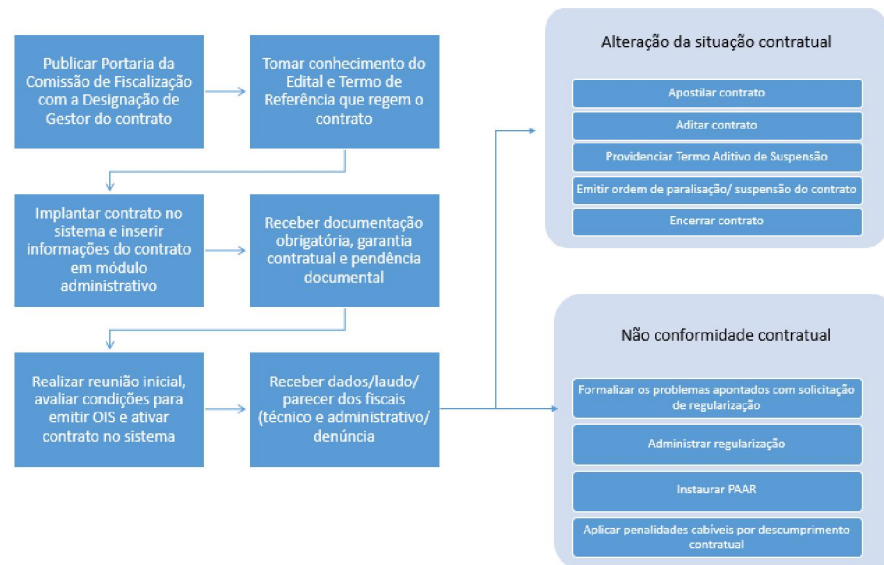 Publicar Portaria da
Comissão de Fiscalização
com a Designação de
Gestor do contrato
Tomar conhecimento do
Edital e Termo de
Referência que regem o
contrato
Implantar contrato no
sistema e inserir
informações do contrato
em módulo
administrativo
Receber documentação
obrigatória, garantia
contratual e pendência
documental
Realizar reunião inicial,
avaliar condições para
emitir OIS e ativar
contrato no sistema
Receber dados/laudo/
parecer dos fiscais
(técnico e administrativo/
denúncia
Alteração da situação contratual
Apostilar contrato
Aditar contrato
Providenciar Termo Aditivo de Suspensão
Emitir ordem de paralisação/ suspensão do contrato
Encerrar contrato
Não conformidade contratual
Formalizar os problemas apontados com solicitação
de regularização
Administrar regularização
Instaurar PAAR
Aplicar penalidades cabíveis por descumprimento
contratual